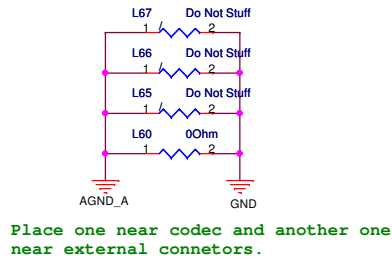 L67 Do Not Stuff
1 2
L66 Do Not Stuff
1 2
L65 Do Not Stuff
1 2
L60 0Ohm
1 2
AGND_A GND
Place one near codec and another one
near external connetors.